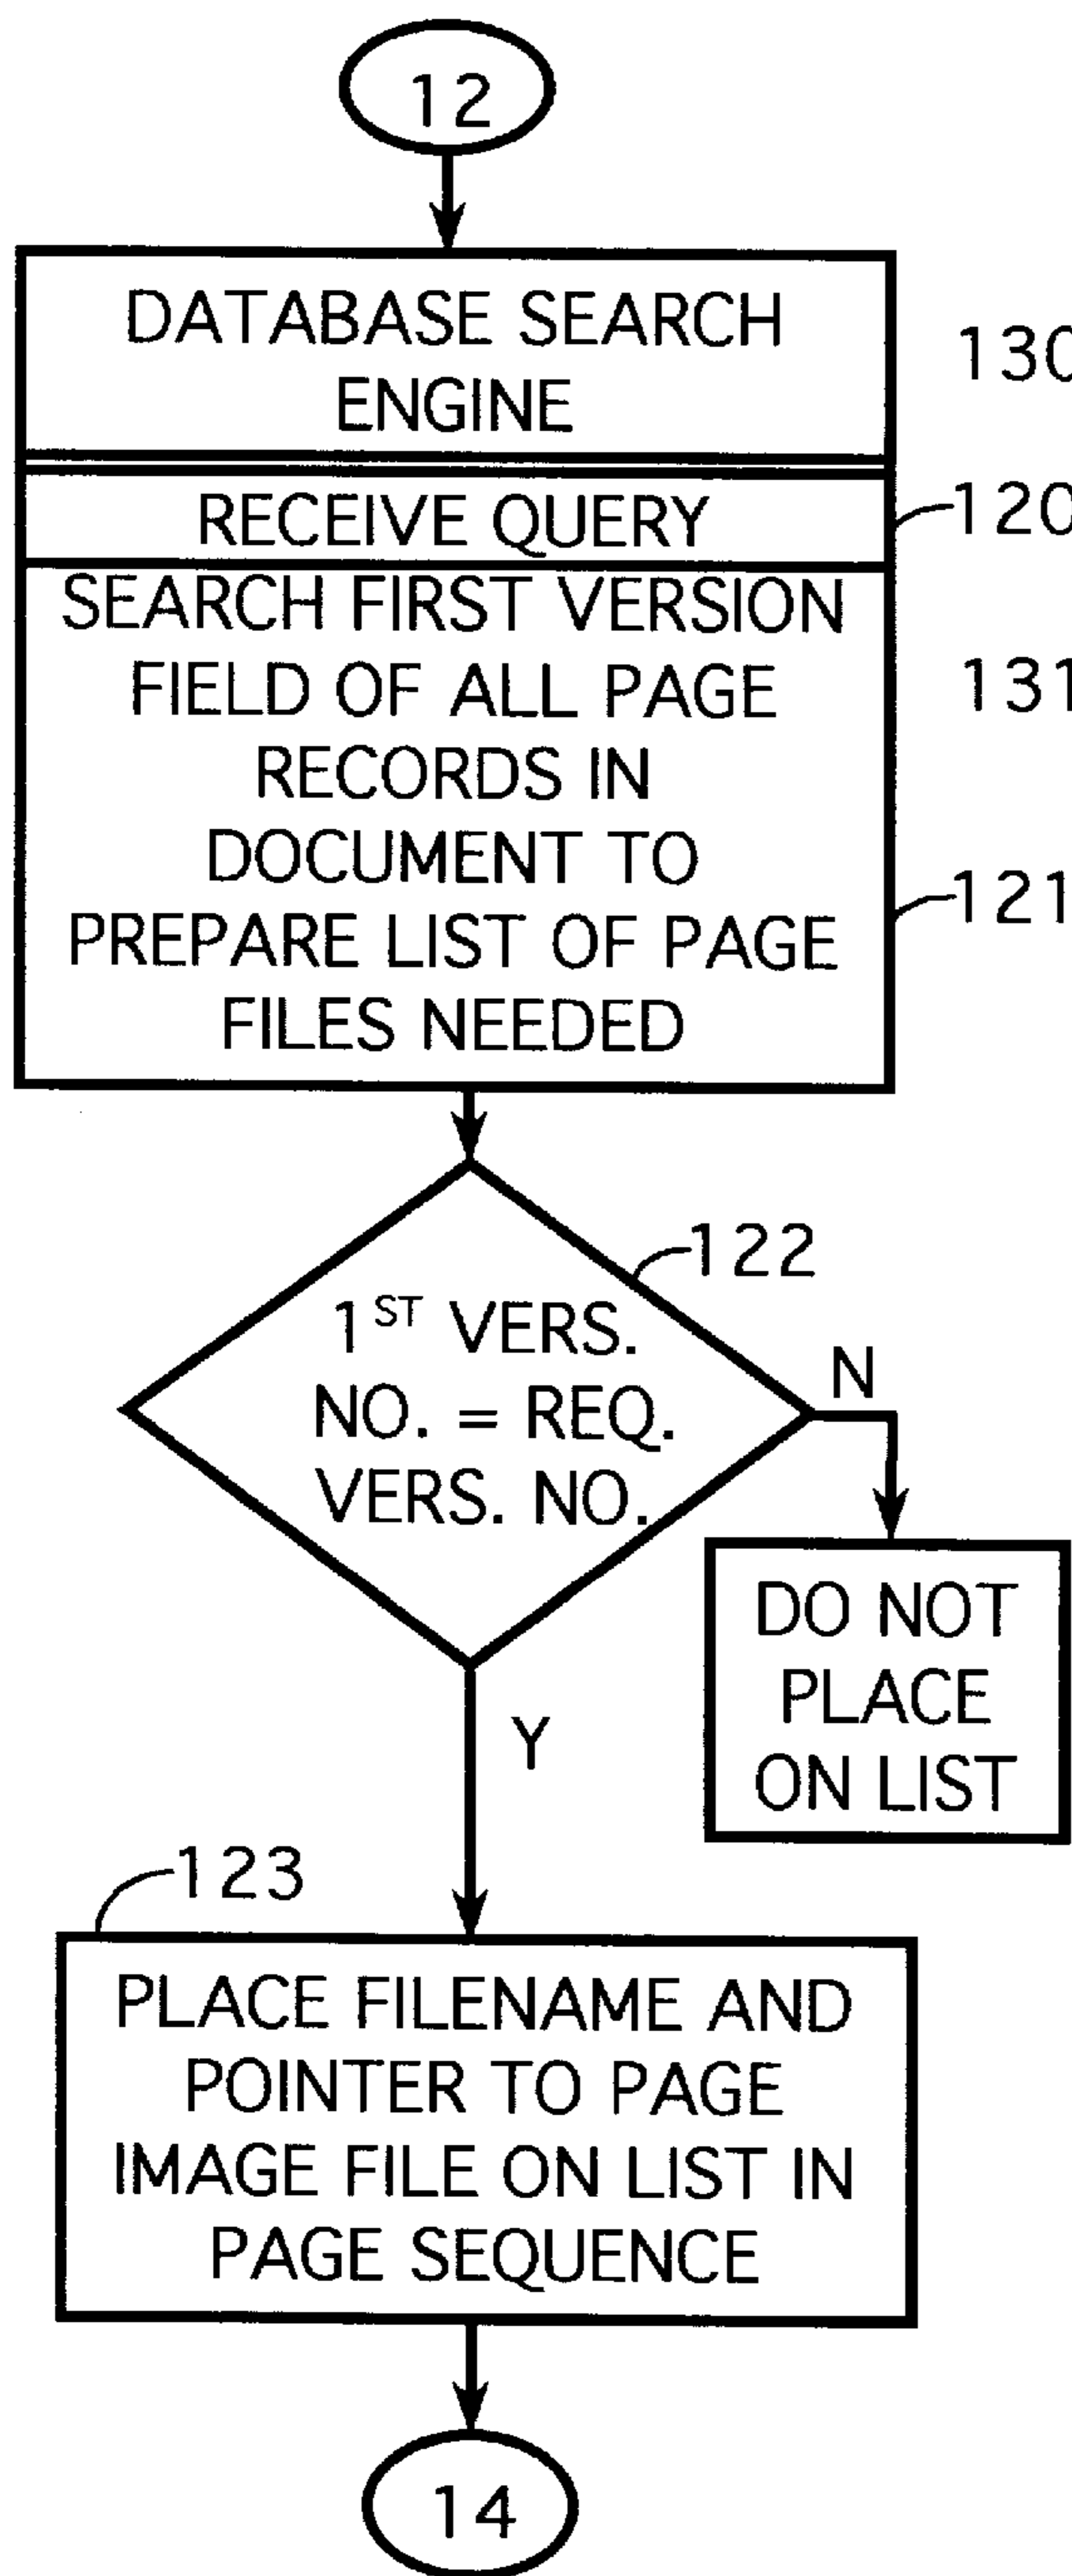 12
DATABASE SEARCH
ENGINE
130
RECEIVE QUERY
120
SEARCH FIRST VERSION
FIELD OF ALL PAGE
131
RECORDS IN
DOCUMENT TO
121
PREPARE LIST OF PAGE
FILES NEEDED
122
1ST VERS.
N
NO. = REQ.
VERS. NO.
DO NOT
PLACE
ON LIST
Y
123
PLACE FILENAME AND
POINTER TO PAGE
IMAGE FILE ON LIST IN
PAGE SEQUENCE
14